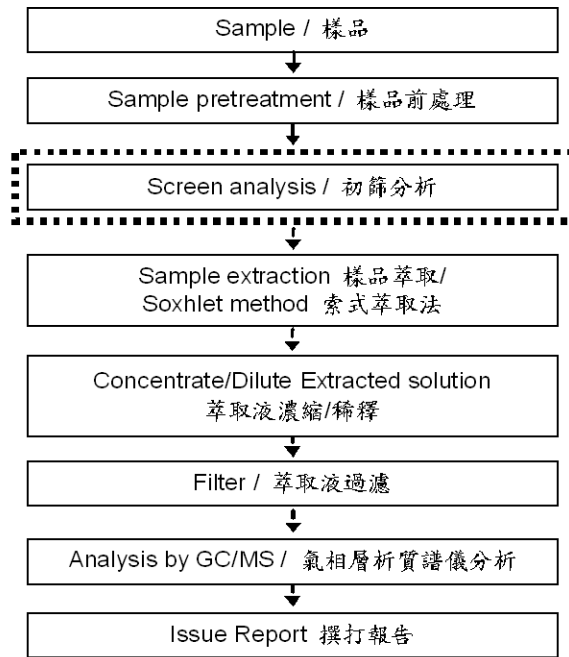 Sample / 樣品
Sample pretreatment / 樣品前處理
Screen analysis / 初篩分析
Sample extraction 樣品萃取/
Soxhlet method 索式萃取法
Concentrate/Dilute Extracted solution
萃取液濃縮/稀釋
Filter / 萃取液過濾
Analysis by GC/MS / 氣相層析質譜儀分析
Issue Report 撰打報告